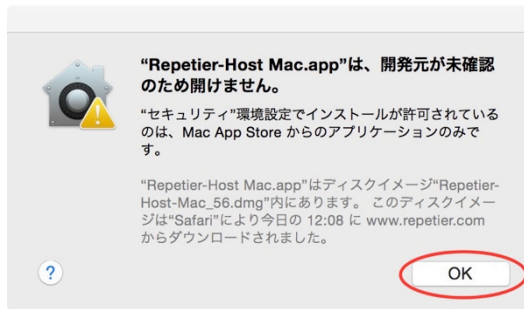 “Repetier-Host Mac.app”は、開発元が未確認
のため開けません。
“セキュリティ”環境設定でインストールが許可されている
のは、Mac App Store からのアプリケーションのみで
す。
“Repetier-Host Mac.app”はディスクイメージ“Repetier-
Host-Mac_56.dmg”内にあります。 このディスクイメー
ジは“Safari”により今日の 12:08 に www.repetier.com
からダウンロードされました。
?
OK